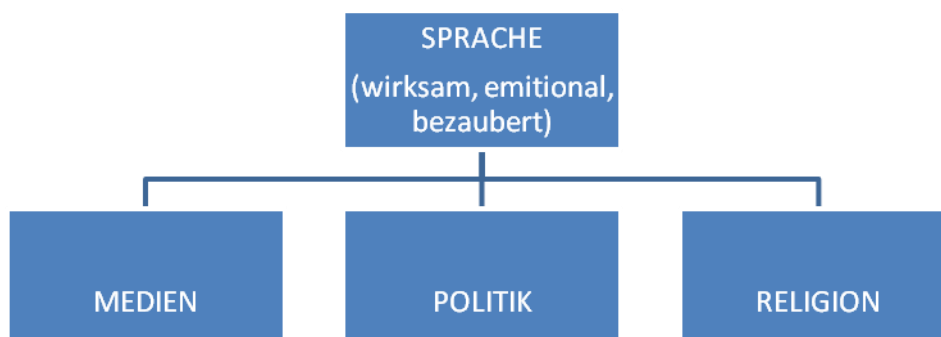 SPRACHE
(wirksam, emitional,
bezaubert)
MEDIEN
POLITIK
RELIGION